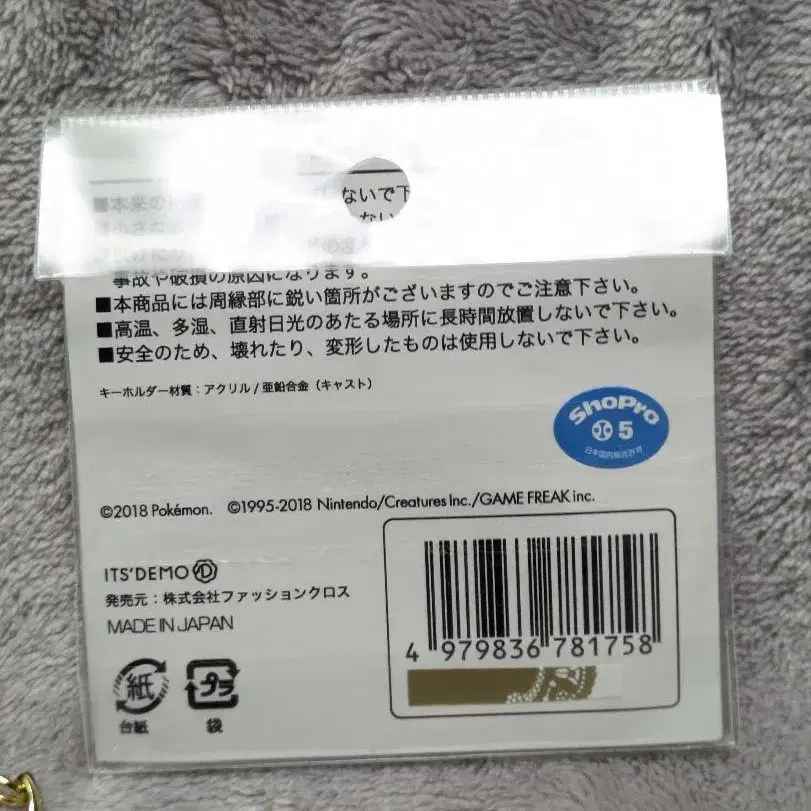 ないで下
ない
■本来の
事故や破損の原因になります。
■本商品には周縁部に鋭い箇所がございますのでご注意下さい。
■高温、多湿、直射日光のあたる場所に長時間放置しないで下さい。
■安全のため、壊れたり、変形したものは使用しないで下さい。
キーホルダー材質：アクリル / 亜鉛合金（キャスト）
ShoPro
5
日本国内販売許可
©2018 Pokémon. ©1995-2018 Nintendo/Creatures Inc./GAME FREAK inc.
ITS'DEMO
発売元：株式会社ファッションクロス
MADE IN JAPAN
4 979836 781758
紙
台紙
プラ
袋